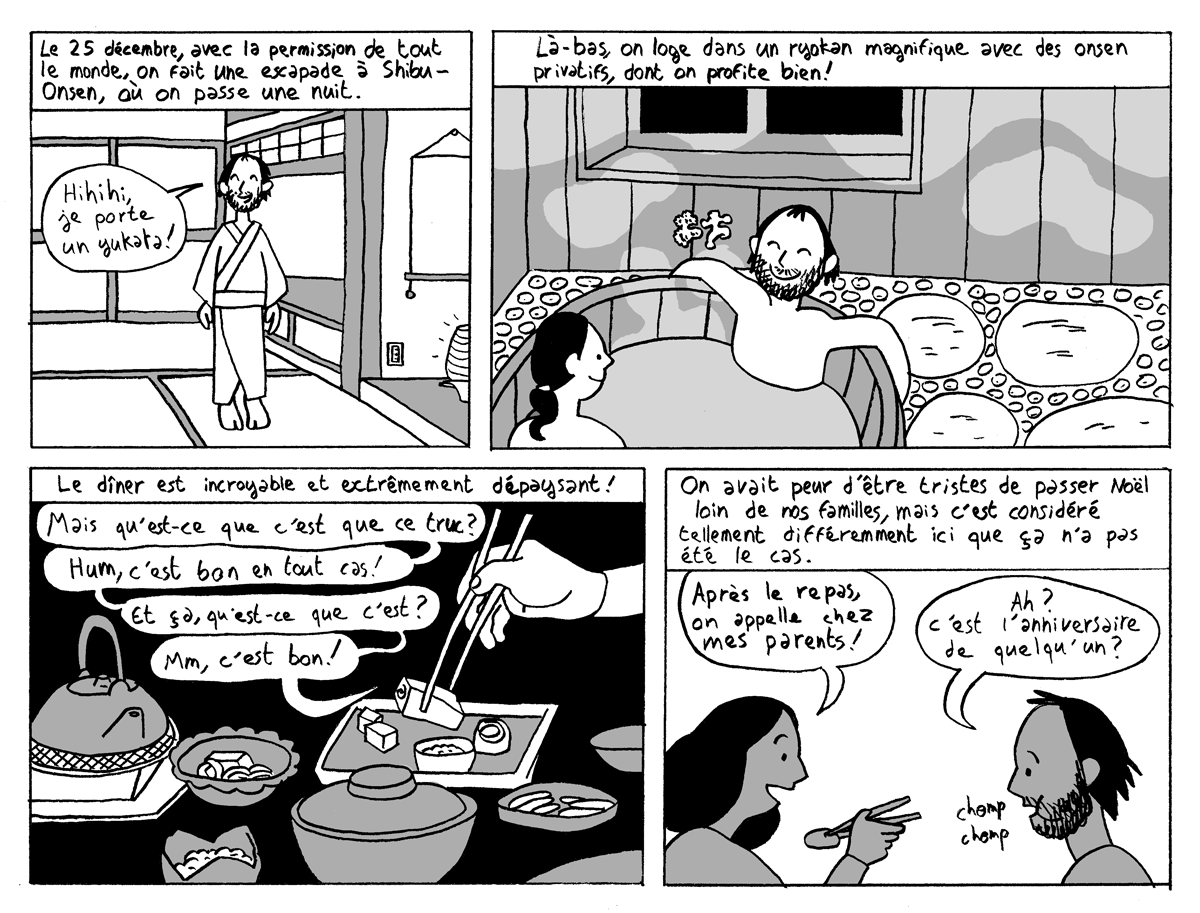 Le 25 décembre, avec la permission de tout
le monde, on fait une escapade à Shibu-
Onsen, où on passe une nuit.
Hihihi,
je porte
un yukata!
Là-bas, on loge dans un ryokan magnifique avec des onsen
privatifs, dont on profite bien!
Le dîner est incroyable et extrêmement dépaysant!
Mais qu'est-ce que c'est que ce truc?
Hum, c'est bon en tout cas!
Et ça, qu'est-ce que c'est?
Mm, c'est bon!
On avait peur d'être tristes de passer Noël
loin de nos familles, mais c'est considéré
tellement différemment ici que ça n'a pas
été le cas.
Après le repas,
on appelle chez
mes parents!
Ah?
c'est l'anniversaire
de quelqu'un?
chomp
chomp